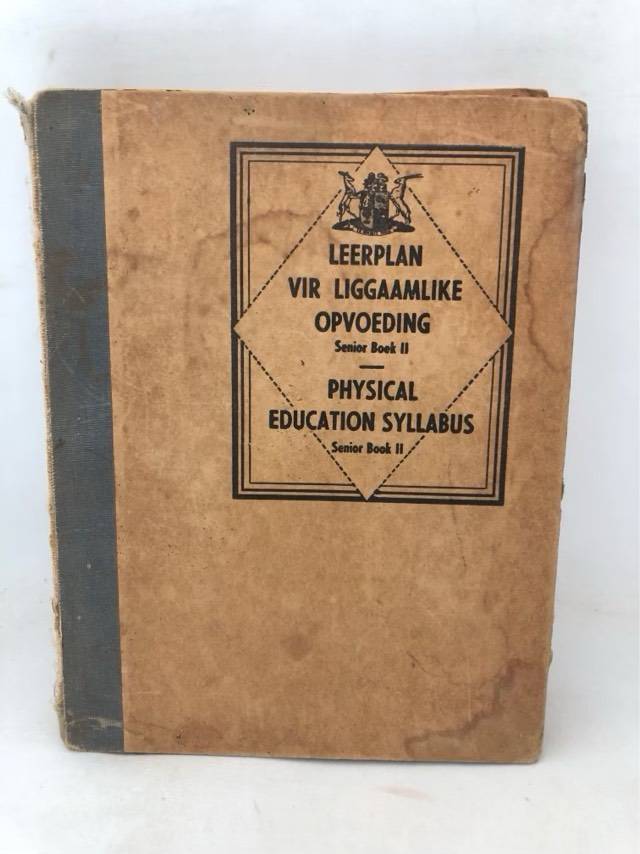 LEERPLAN
VIR LIGGAAMLIKE
OPVOEDING
Senior Boek II
PHYSICAL
EDUCATION SYLLABUS
Senior Book II